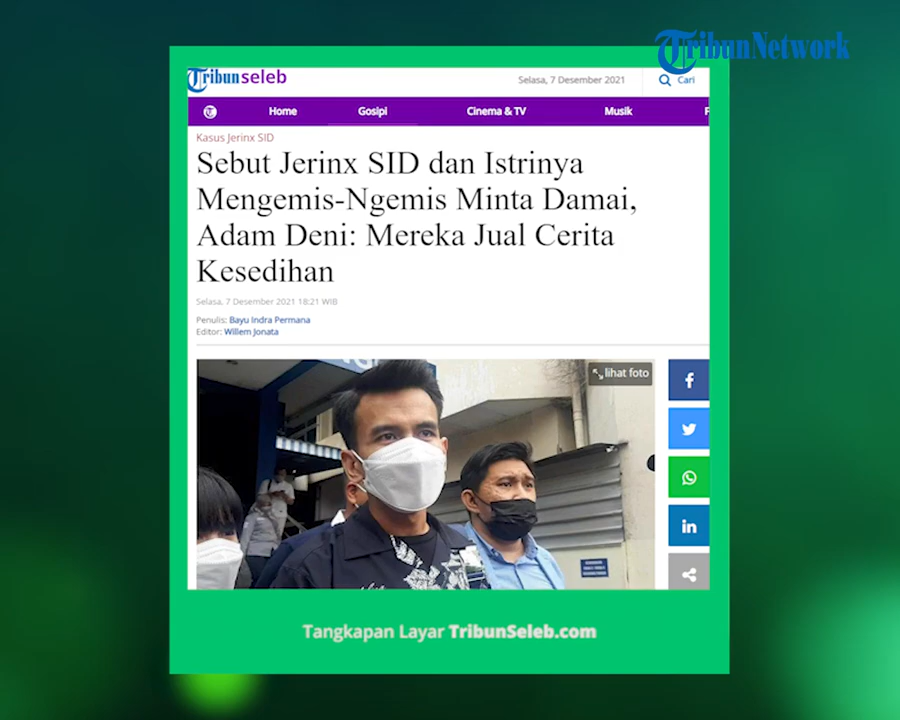 TribunNetwork
Tribunseleb
Selasa, 7 Desember 2021
Cari
Home Gosipi Cinema & TV Musik F
Kasus Jerinx SID
Sebut Jerinx SID dan Istrinya
Mengemis-Ngemis Minta Damai,
Adam Deni: Mereka Jual Cerita
Kesedihan
Selasa, 7 Desember 2021 18:21 WIB
Penulis: Bayu Indra Permana
Editor: Willem Jonata
lihat foto
Tangkapan Layar TribunSeleb.com